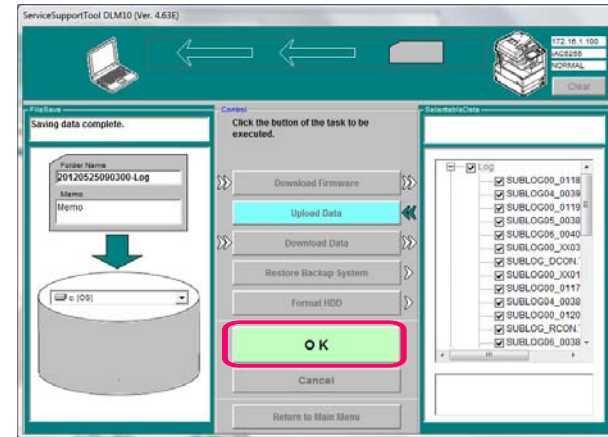 ServiceSupportTool DLM10 (Ver. 4.63E)
172.16.1.100
iAC5255
NORMAL
Clear
FileSave
Saving data complete.
Folder Name
20120525090300-Log
Memo
Memo
c [OS]
Control
Click the button of the task to be
executed.
Download Firmware
Upload Data
Download Data
Restore Backup System
Format HDD
OK
Cancel
Return to Main Menu
SelectableData
Log
SUBLOG00_0118
SUBLOG04_0039
SUBLOG00_0119
SUBLOG05_0038
SUBLOG06_0040
SUBLOG00_XX03
SUBLOG_DCON.
SUBLOG00_XX01
SUBLOG00_0117
SUBLOG04_0038
SUBLOG00_0120
SUBLOG_RCON.
SUBLOG06_0038